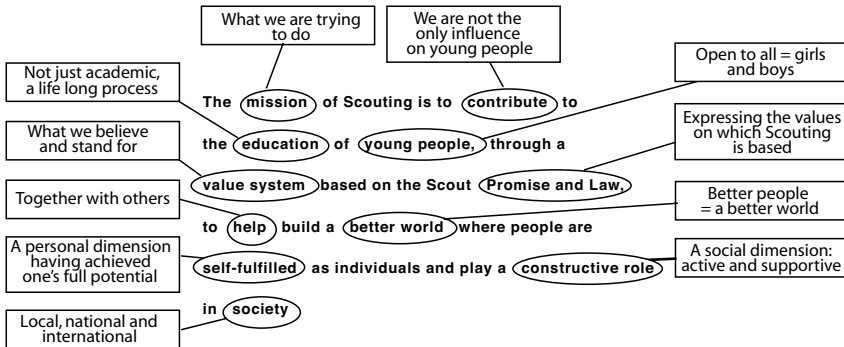 What we are trying
to do
We are not the
only influence
on young people
Open to all = girls
and boys
Not just academic,
a life long process
The mission of Scouting is to contribute to
the education of young people, through a
Expressing the values
on which Scouting
is based
What we believe
and stand for
value system based on the Scout Promise and Law,
Together with others
Better people
= a better world
to help build a better world where people are
A personal dimension
having achieved
one's full potential
self-fulfilled as individuals and play a constructive role
A social dimension:
active and supportive
in society
Local, national and
international